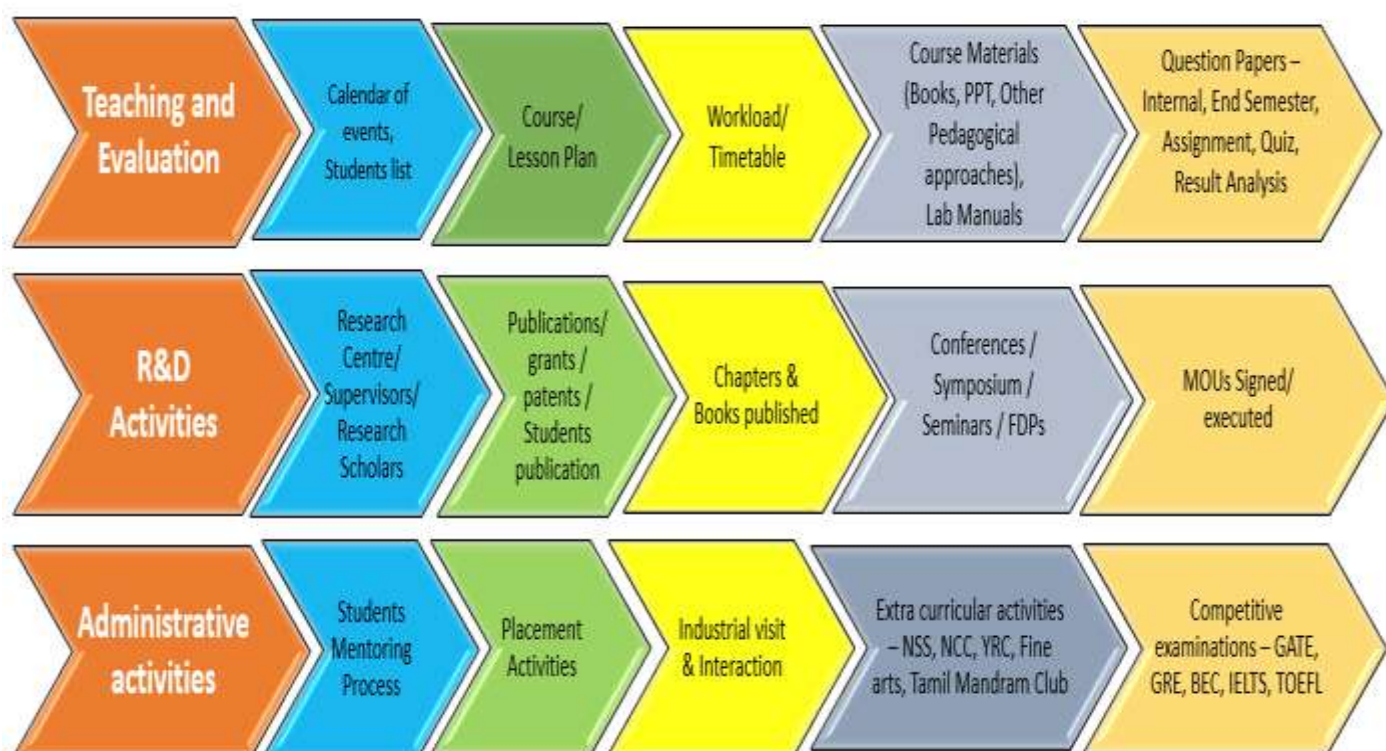 Teaching and
Evaluation
Calendar of
events,
Students list
Course/
Lesson Plan
Workload/
Timetable
Course Materials
(Books, PPT, Other
Pedagogical
approaches),
Lab Manuals
Question Papers –
Internal, End Semester,
Assignment, Quiz,
Result Analysis
R&D
Activities
Research
Centre/
Supervisors/
Research
Scholars
Publications/
grants /
patents /
Students
publication
Chapters &
Books published
Conferences /
Symposium /
Seminars / FDPs
MOUs Signed/
executed
Administrative
activities
Students
Mentoring
Process
Placement
Activities
Industrial visit
& Interaction
Extra curricular activities
– NSS, NCC, YRC, Fine
arts, Tamil Mandram Club
Competitive
examinations – GATE,
GRE, BEC, IELTS, TOEFL